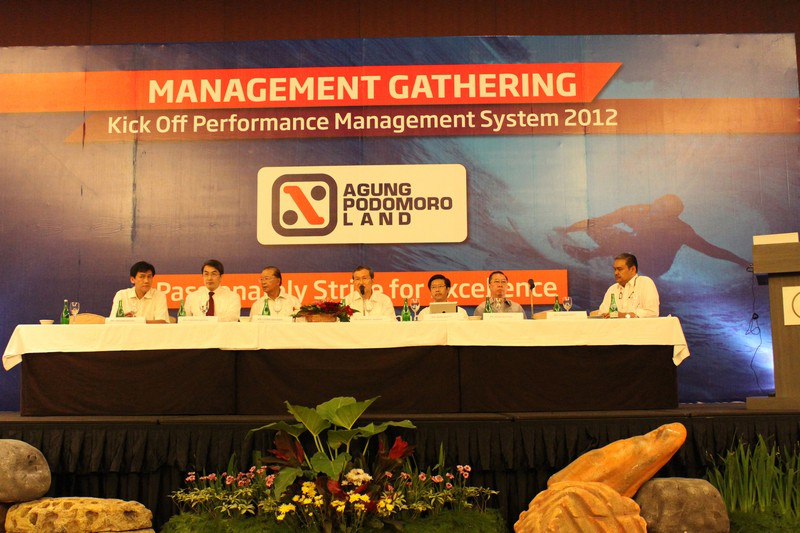 MANAGEMENT GATHERING
Kick Off Performance Management System 2012
AGUNG
PODOMORO
LAND
Passionately Strive for Excellence